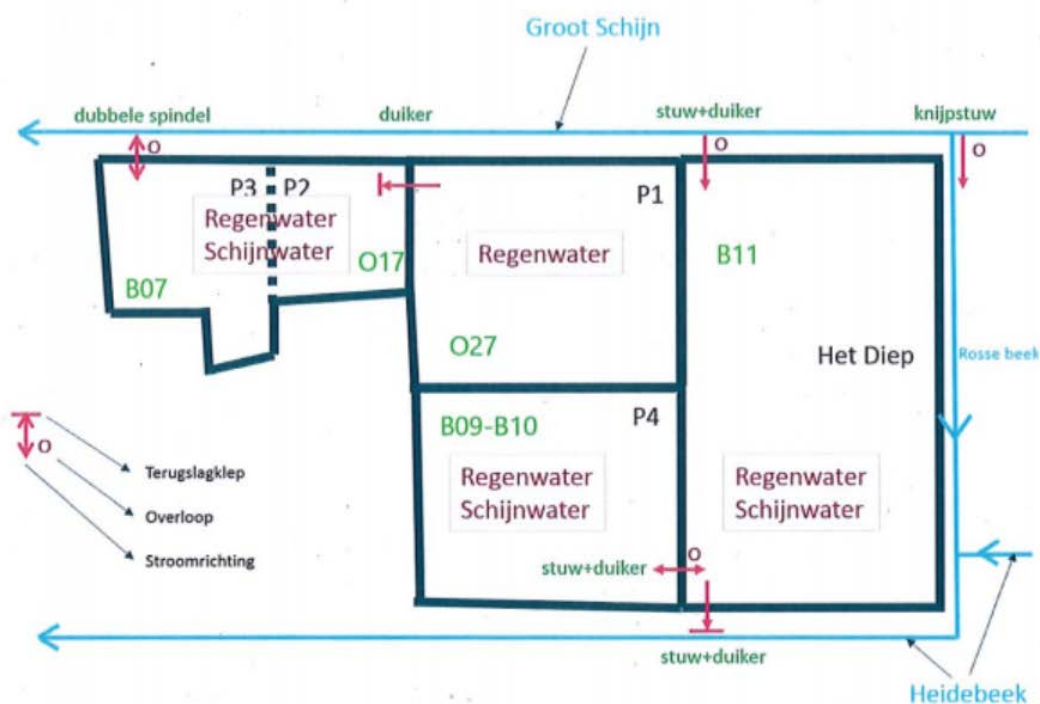 Groot Schijn
dubbele spindel
duiker
stuw+duiker
knijpstuw
O
O
O
P3
P2
P1
Regenwater
Schijnwater
Regenwater
O17
B11
B07
O27
Het Diep
Rosse beek
B09-B10
P4
O
Terugslagklep
Overloop
Stroomrichting
Regenwater
Schijnwater
Regenwater
Schijnwater
stuw+duiker
O
stuw+duiker
Heidebeek